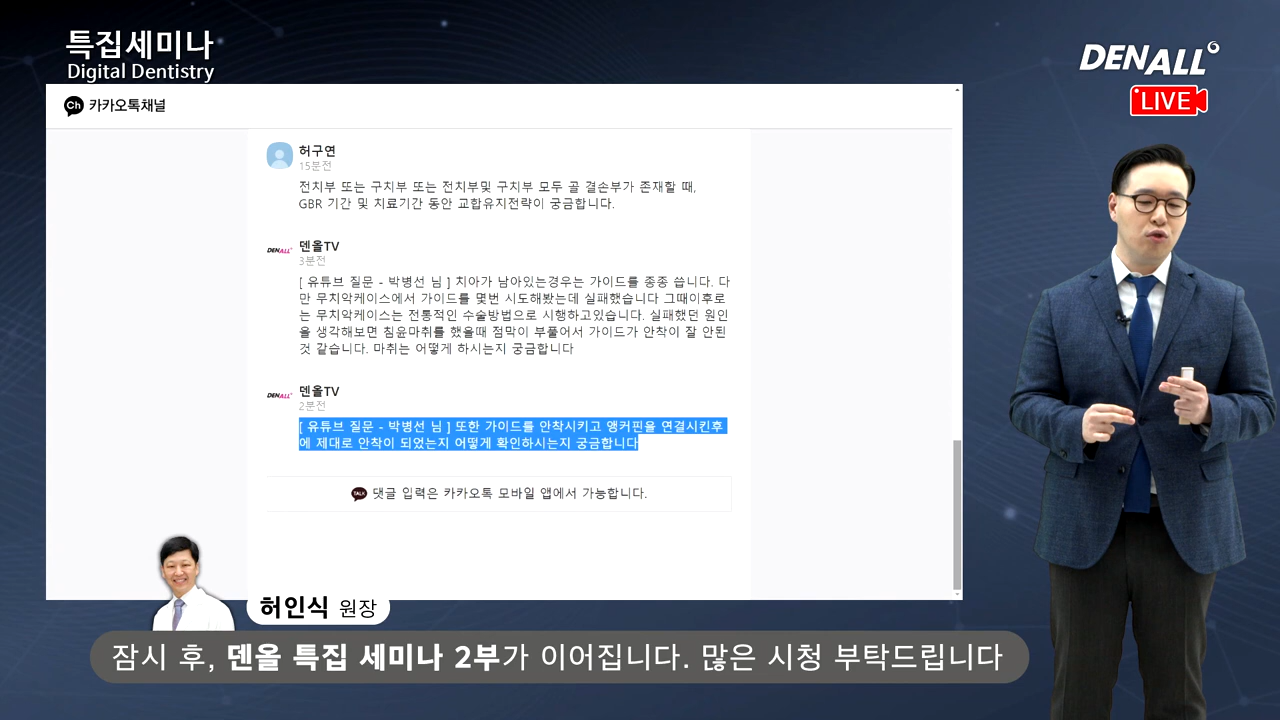 특집세미나
Digital Dentistry
DENALL
LIVE
Ch 카카오톡채널
허구연
15분전
전치부 또는 구치부 또는 전치부및 구치부 모두 골 결손부가 존재할 때,
GBR 기간 및 치료기간 동안 교합유지전략이 궁금합니다.
DENALL 덴올TV
3분전
[ 유튜브 질문 - 박병선 님 ] 치아가 남아있는경우는 가이드를 종종 씁니다. 다
만 무치악케이스에서 가이드를 몇번 시도해봤는데 실패했습니다 그때이후로
는 무치악케이스는 전통적인 수술방법으로 시행하고있습니다. 실패했던 원인
을 생각해보면 침윤마취를 했을때 점막이 부풀어서 가이드가 안착이 잘 안된
것 같습니다. 마취는 어떻게 하시는지 궁금합니다
DENALL 덴올TV
2분전
[ 유튜브 질문 - 박병선 님 ] 또한 가이드를 안착시키고 앵커핀을 연결시킨후
에 제대로 안착이 되었는지 어떻게 확인하시는지 궁금합니다
TALK 댓글 입력은 카카오톡 모바일 앱에서 가능합니다.
허인식 원장
잠시 후, 덴올 특집 세미나 2부가 이어집니다. 많은 시청 부탁드립니다